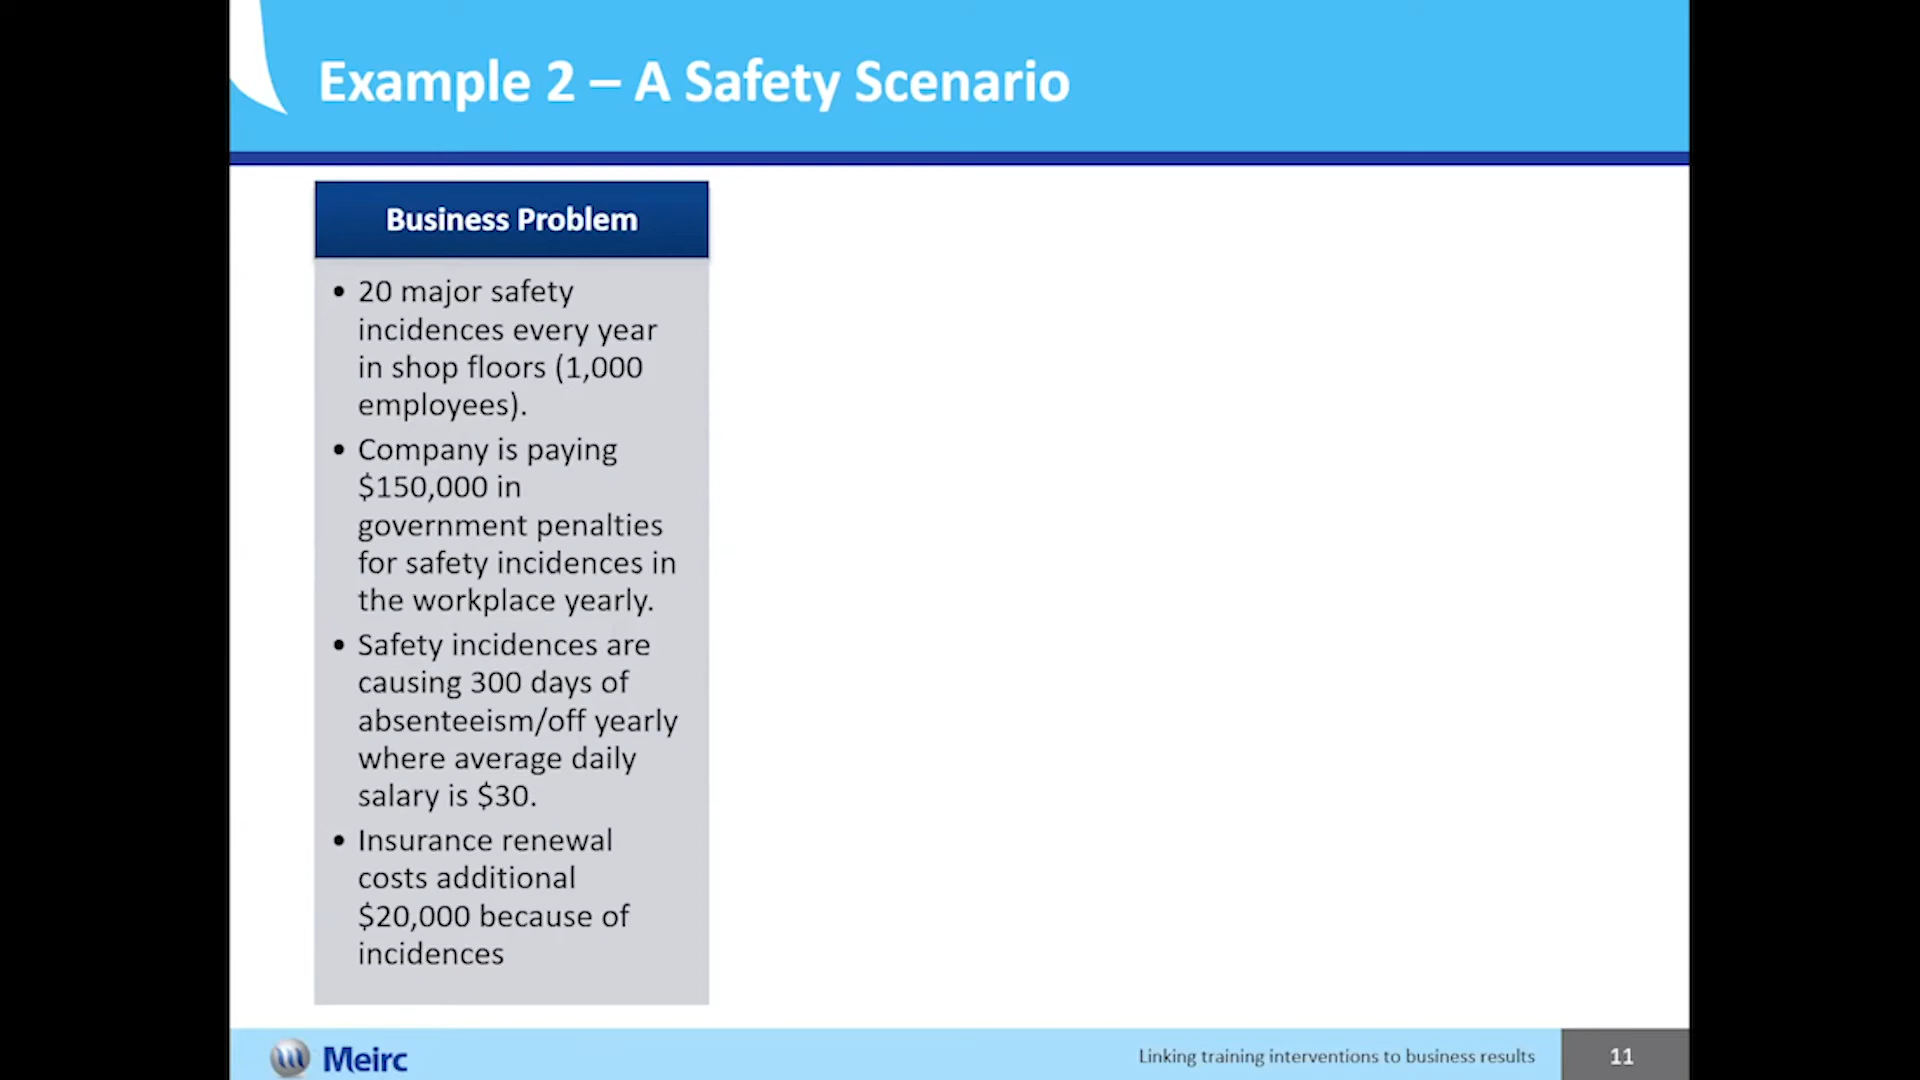 Example 2 – A Safety Scenario
Business Problem
• 20 major safety
incidences every year
in shop floors (1,000
employees).
• Company is paying
$150,000 in
government penalties
for safety incidences in
the workplace yearly.
• Safety incidences are
causing 300 days of
absenteeism/off yearly
where average daily
salary is $30.
• Insurance renewal
costs additional
$20,000 because of
incidences
Meirc
Linking training interventions to business results
11